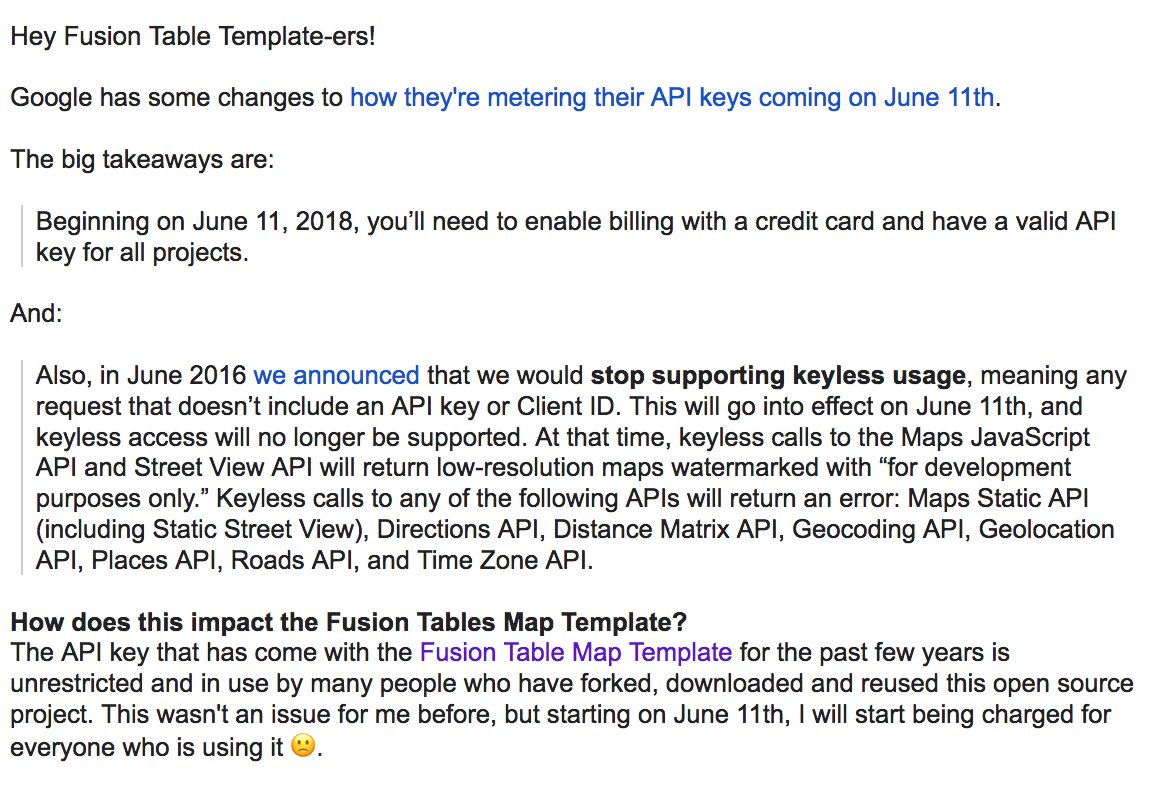 Hey Fusion Table Template-ers!
Google has some changes to how they're metering their API keys coming on June 11th.
The big takeaways are:
Beginning on June 11, 2018, you’ll need to enable billing with a credit card and have a valid API
key for all projects.
And:
Also, in June 2016 we announced that we would stop supporting keyless usage, meaning any
request that doesn’t include an API key or Client ID. This will go into effect on June 11th, and
keyless access will no longer be supported. At that time, keyless calls to the Maps JavaScript
API and Street View API will return low-resolution maps watermarked with “for development
purposes only.” Keyless calls to any of the following APIs will return an error: Maps Static API
(including Static Street View), Directions API, Distance Matrix API, Geocoding API, Geolocation
API, Places API, Roads API, and Time Zone API.
How does this impact the Fusion Tables Map Template?
The API key that has come with the Fusion Table Map Template for the past few years is
unrestricted and in use by many people who have forked, downloaded and reused this open source
project. This wasn't an issue for me before, but starting on June 11th, I will start being charged for
everyone who is using it 🙁.